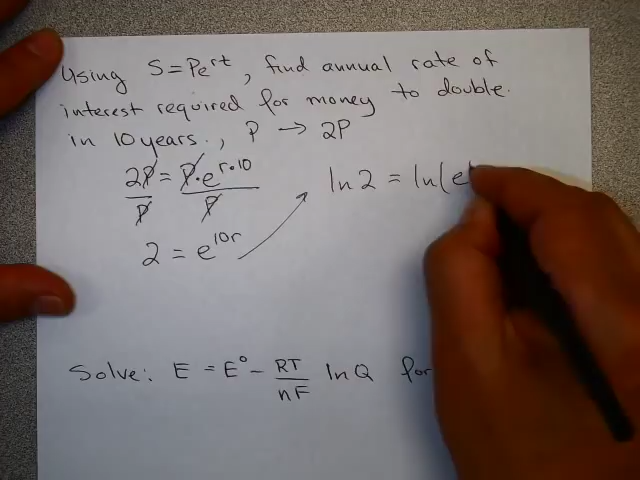 Using S = Pe^rt, find annual rate of
interest required for money to double.
in 10 years., P → 2P
2P/P = P·e^r·10/P
2 = e^10r
ln 2 = ln(e
Solve: E = E° - RT/nF ln Q for